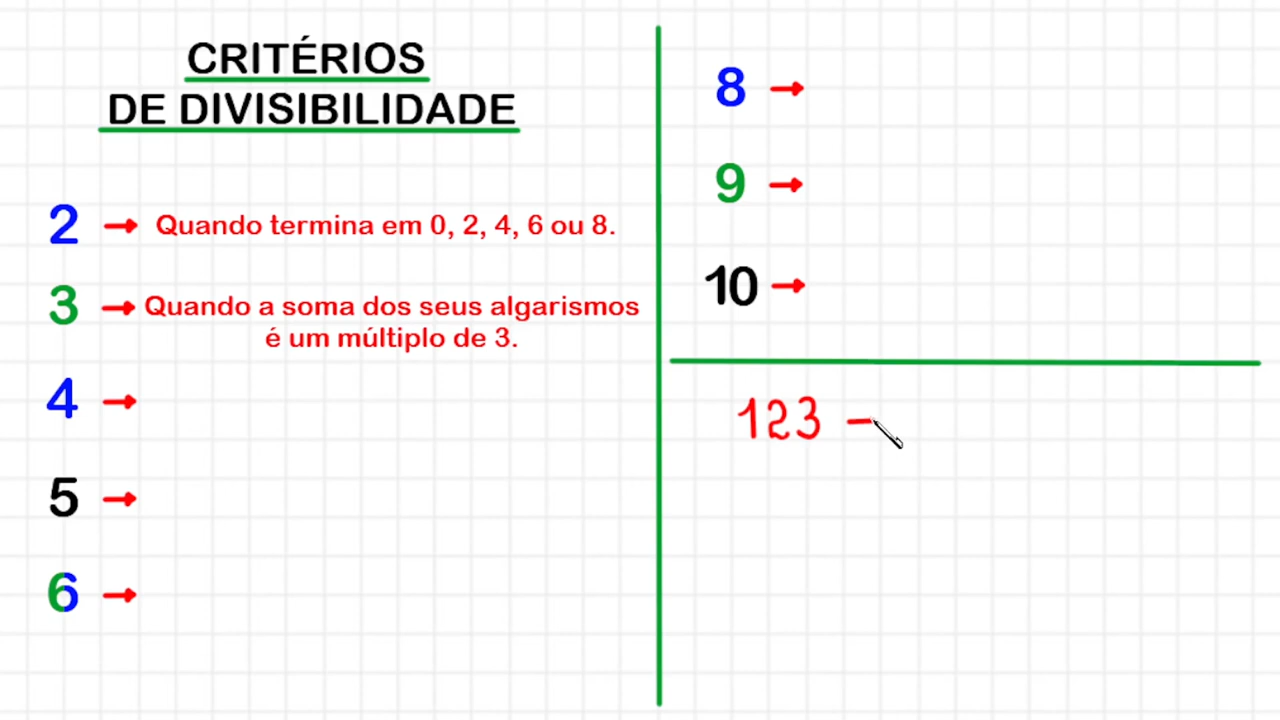 CRITÉRIOS
DE DIVISIBILIDADE
2 → Quando termina em 0, 2, 4, 6 ou 8.
3 → Quando a soma dos seus algarismos
é um múltiplo de 3.
4 →
5 →
6 →
8 →
9 →
10 →
123 –